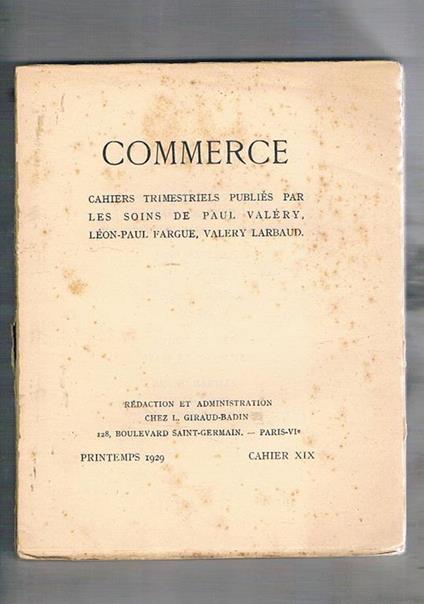 COMMERCE
CAHIERS TRIMESTRIELS PUBLIÉS PAR
LES SOINS DE PAUL VALÉRY,
LÉON-PAUL FARGUE, VALERY LARBAUD.
RÉDACTION ET ADMINISTRATION
CHEZ L. GIRAUD-BADIN
128, BOULEVARD SAINT-GERMAIN. — PARIS-VIe
PRINTEMPS 1929 CAHIER XIX